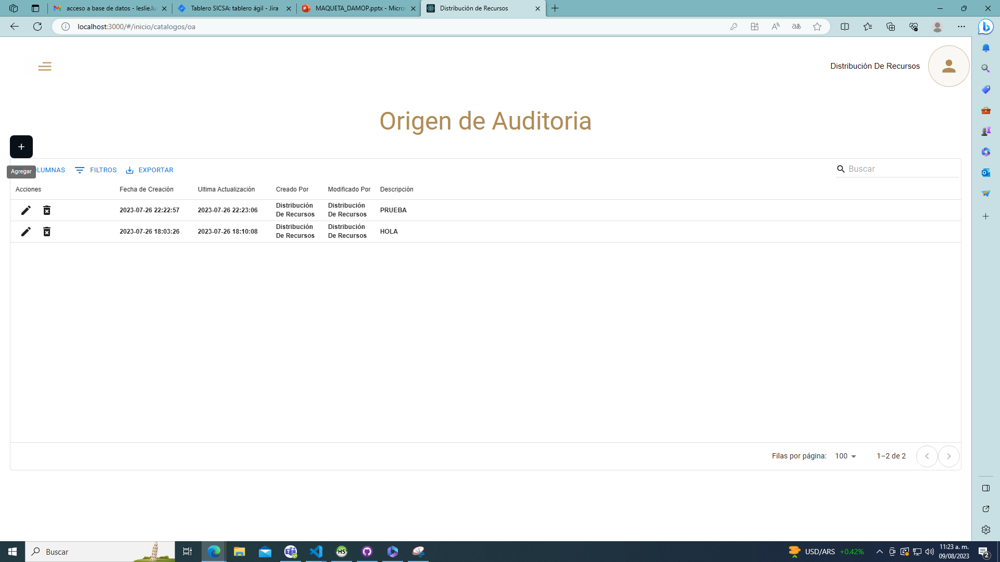 acceso a base de datos - leslie.lu
Tablero SICSA: tablero ágil - Jira
MAQUETA_DAMOP.pptx - Micros
Distribución de Recursos
localhost:3000/#/inicio/catalogos/oa
Distribución De Recursos
Origen de Auditoria
+
Agregar
LUMNAS FILTROS EXPORTAR
Buscar
Acciones Fecha de Creación Ultima Actualización Creado Por Modificado Por Descripción
2023-07-26 22:22:57 2023-07-26 22:23:06 Distribución De Recursos Distribución De Recursos PRUEBA
2023-07-26 18:03:26 2023-07-26 18:10:08 Distribución De Recursos Distribución De Recursos HOLA
Filas por página: 100 1–2 de 2
Buscar
HS
USD/ARS +0.42%
11:23 a. m.
09/08/2023
2